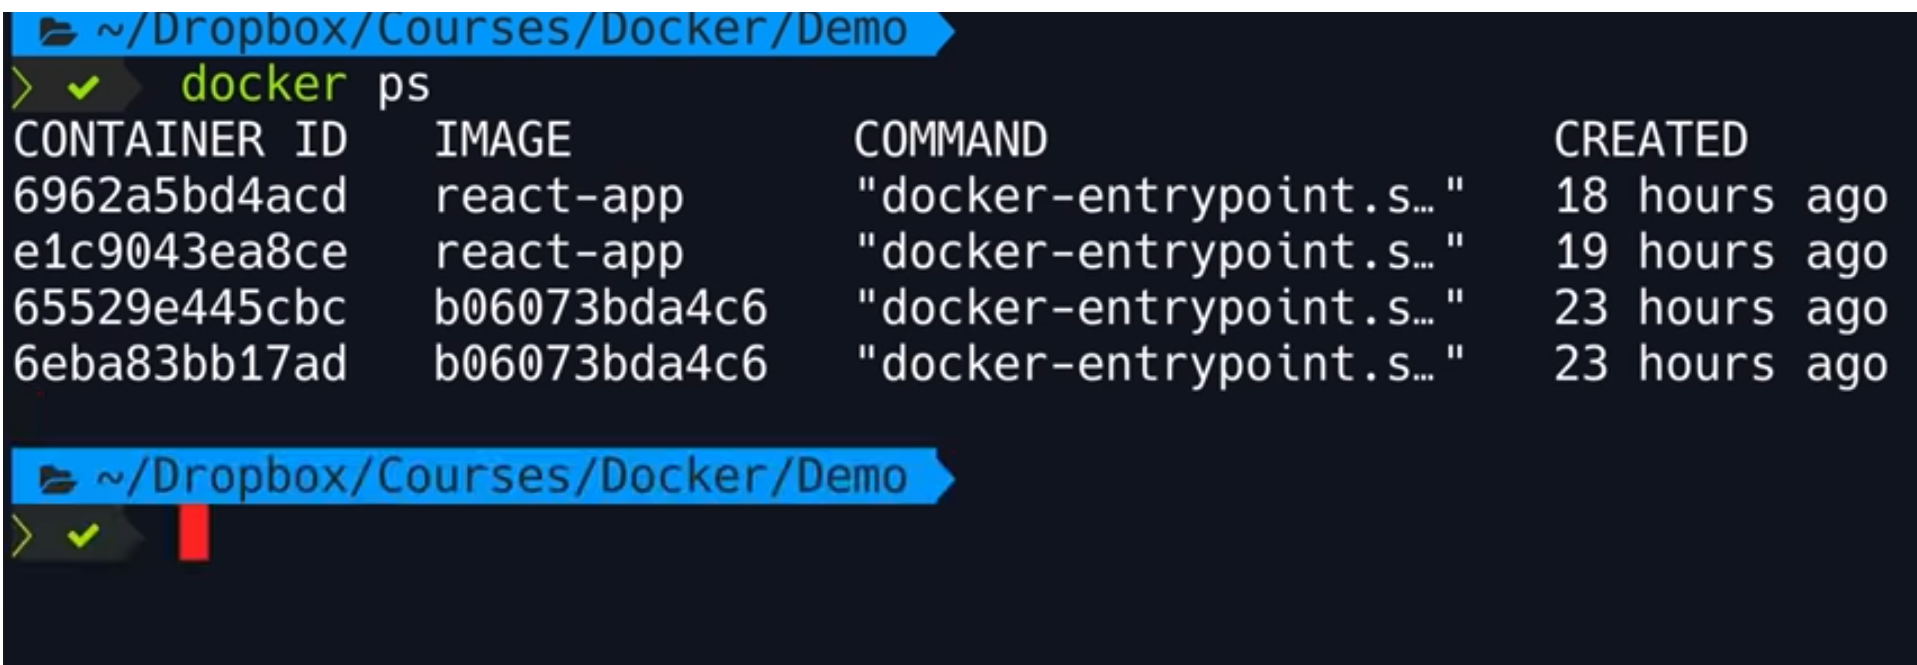 ~/Dropbox/Courses/Docker/Demo
docker ps
CONTAINER ID IMAGE COMMAND CREATED
6962a5bd4acd react-app "docker-entrypoint.s…" 18 hours ago
e1c9043ea8ce react-app "docker-entrypoint.s…" 19 hours ago
65529e445cbc b06073bda4c6 "docker-entrypoint.s…" 23 hours ago
6eba83bb17ad b06073bda4c6 "docker-entrypoint.s…" 23 hours ago
~/Dropbox/Courses/Docker/Demo